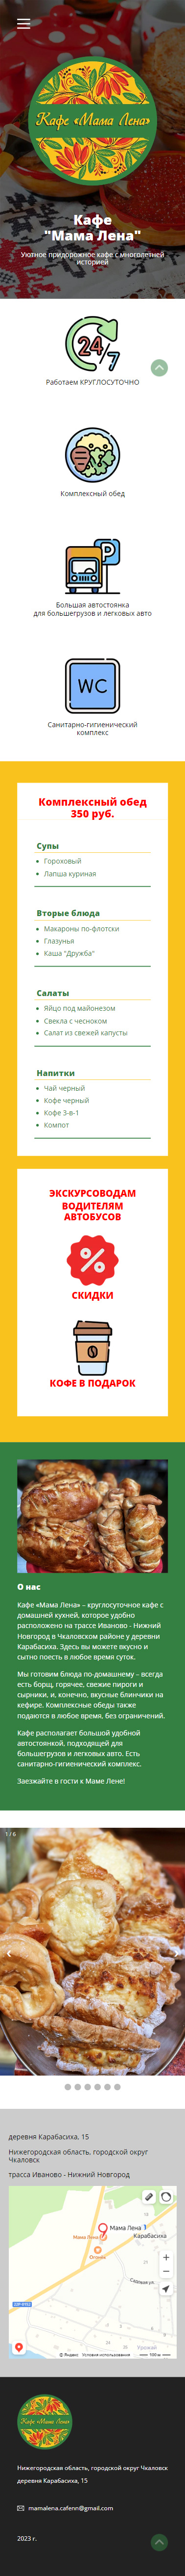 Кафе «Мама Лена»
Кафе
"Мама Лена"
Уютное придорожное кафе с многолетней
историей
24/7
Работаем КРУГЛОСУТОЧНО
Комплексный обед
P
Большая автостоянка
для большегрузов и легковых авто
WC
Санитарно-гигиенический
комплекс
Комплексный обед
350 руб.
Супы
Гороховый
Лапша куриная
Вторые блюда
Макароны по-флотски
Глазунья
Каша "Дружба"
Салаты
Яйцо под майонезом
Свекла с чесноком
Салат из свежей капусты
Напитки
Чай черный
Кофе черный
Кофе 3-в-1
Компот
ЭКСКУРСОВОДАМ
ВОДИТЕЛЯМ
АВТОБУСОВ
%
СКИДКИ
КОФЕ В ПОДАРОК
О нас
Кафе «Мама Лена» – круглосуточное кафе с
домашней кухней, которое удобно
расположено на трассе Иваново - Нижний
Новгород в Чкаловском районе у деревни
Карабасиха. Здесь вы можете вкусно и
сытно поесть в любое время суток.
Мы готовим блюда по-домашнему – всегда
есть борщ, горячее, свежие пироги и
сырники, и, конечно, вкусные блинчики на
кефире. Комплексные обеды также
подаются в любое время, без ограничений.
Кафе располагает большой удобной
автостоянкой, подходящей для
большегрузов и легковых авто. Есть
санитарно-гигиенический комплекс.
Заезжайте в гости к Маме Лене!
1 / 6
деревня Карабасиха, 15
Нижегородская область, городской округ
Чкаловск
трасса Иваново - Нижний Новгород
Мама Лена
Карабасиха
Мама Лена
Огонёк
Садовая ул.
22Р-0152
Урожай
© Яндекс Условия использования
100 м
Кафе «Мама Лена»
Нижегородская область, городской округ Чкаловск
деревня Карабасиха, 15
mamalena.cafenn@gmail.com
2023 г.